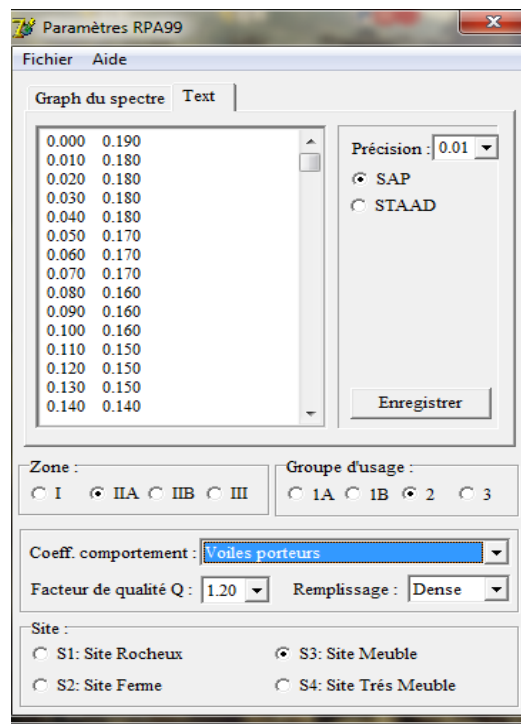 Paramètres RPA99
Fichier Aide
Graph du spectre Text
0.000 0.190
0.010 0.180
0.020 0.180
0.030 0.180
0.040 0.180
0.050 0.170
0.060 0.170
0.070 0.170
0.080 0.160
0.090 0.160
0.100 0.160
0.110 0.150
0.120 0.150
0.130 0.150
0.140 0.140
Précision : 0.01
SAP
STAAD
Enregistrer
Zone :
I IIA IIB III
Groupe d'usage :
1A 1B 2 3
Coeff. comportement : Voiles porteurs
Facteur de qualité Q : 1.20 Remplissage : Dense
Site :
S1: Site Rocheux S3: Site Meuble
S2: Site Ferme S4: Site Trés Meuble